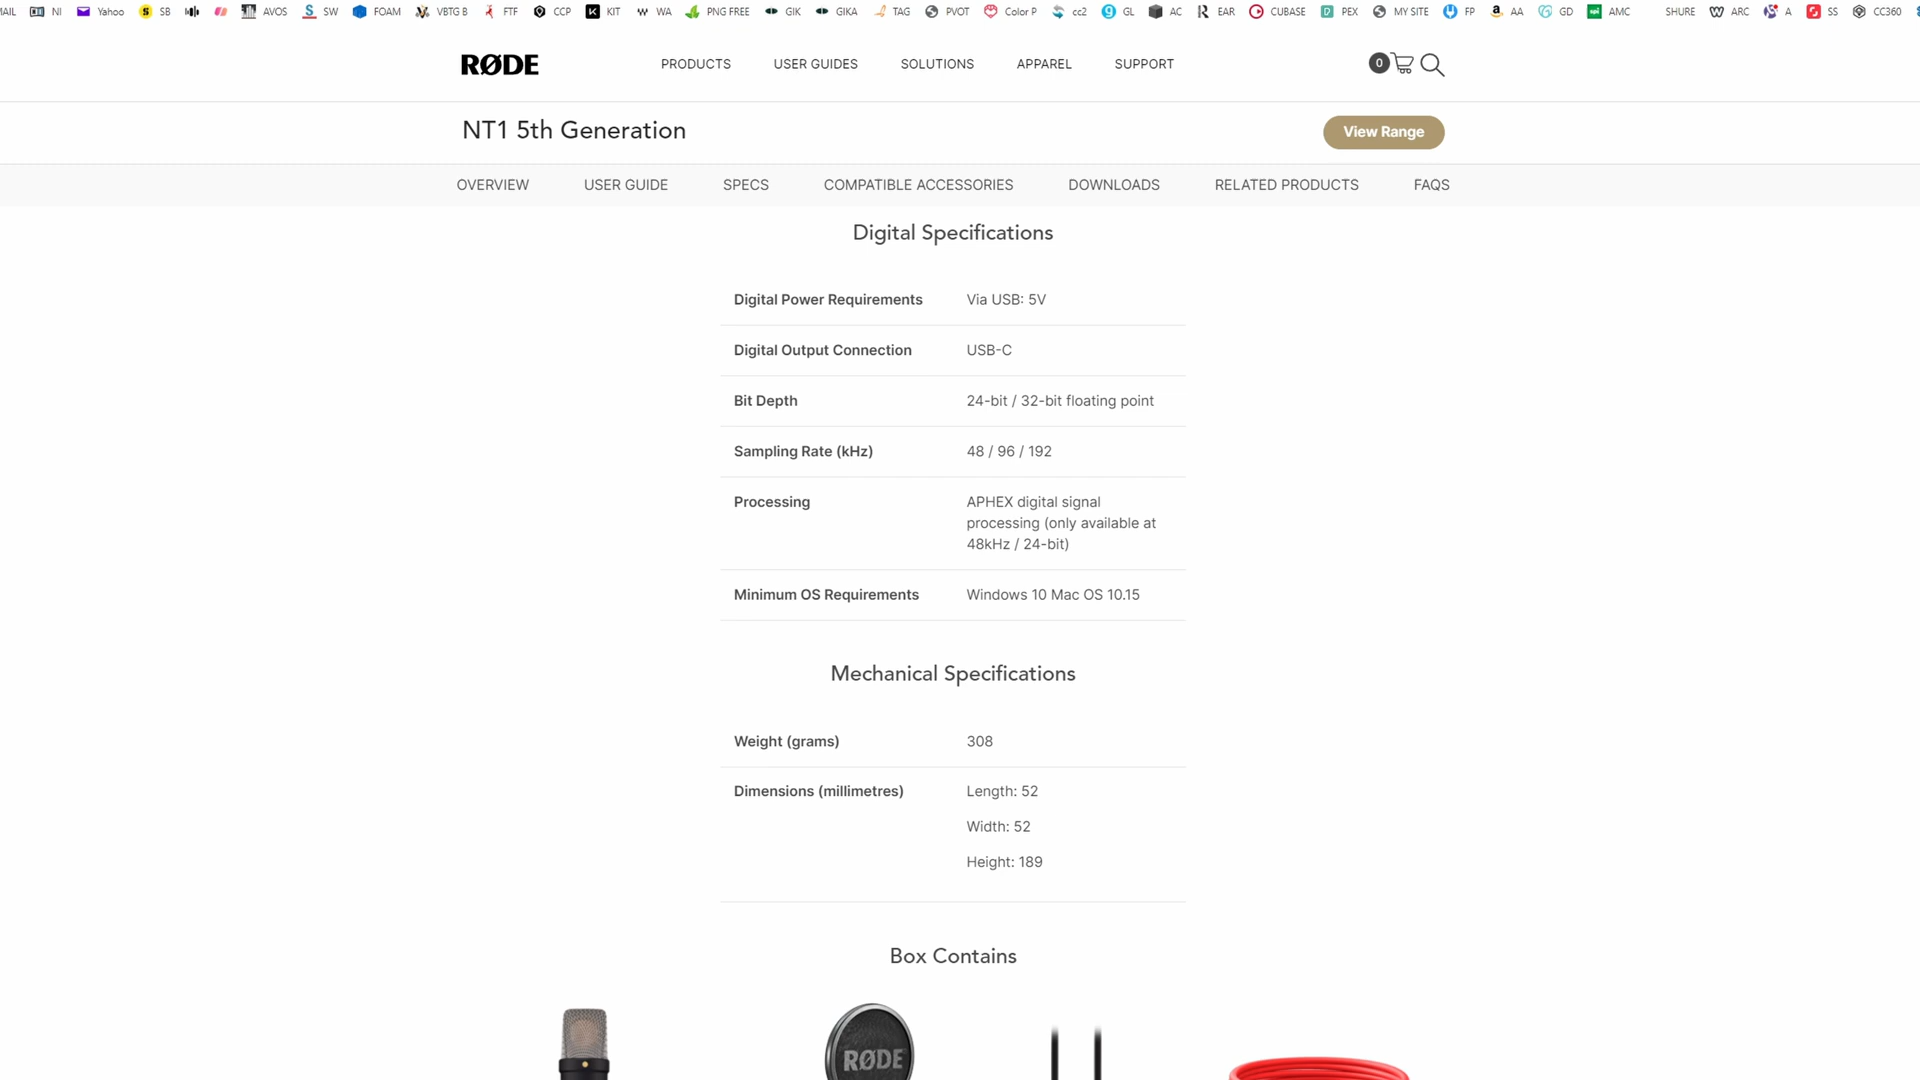 NI Yahoo SB AVOS SW FOAM VBTG B FTF CCP KIT WA PNG FREE GIK GIKA TAG PVOT Color P cc2 GL AC EAR CUBASE PEX MY SITE FP AA GD AMC SHURE ARC A SS CC360
RØDE PRODUCTS USER GUIDES SOLUTIONS APPAREL SUPPORT 0
NT1 5th Generation View Range
OVERVIEW USER GUIDE SPECS COMPATIBLE ACCESSORIES DOWNLOADS RELATED PRODUCTS FAQS
Digital Specifications
Digital Power Requirements Via USB: 5V
Digital Output Connection USB-C
Bit Depth 24-bit / 32-bit floating point
Sampling Rate (kHz) 48 / 96 / 192
Processing APHEX digital signal
processing (only available at
48kHz / 24-bit)
Minimum OS Requirements Windows 10 Mac OS 10.15
Mechanical Specifications
Weight (grams) 308
Dimensions (millimetres) Length: 52
Width: 52
Height: 189
Box Contains
RØDE